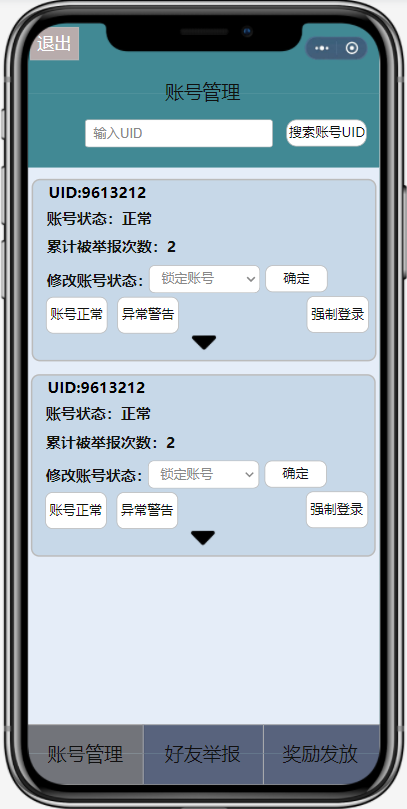 退出
账号管理
输入UID
搜索账号UID
UID:9613212
账号状态：正常
累计被举报次数：2
修改账号状态： 锁定账号 确定
账号正常 异常警告 强制登录
UID:9613212
账号状态：正常
累计被举报次数：2
修改账号状态： 锁定账号 确定
账号正常 异常警告 强制登录
账号管理 好友举报 奖励发放